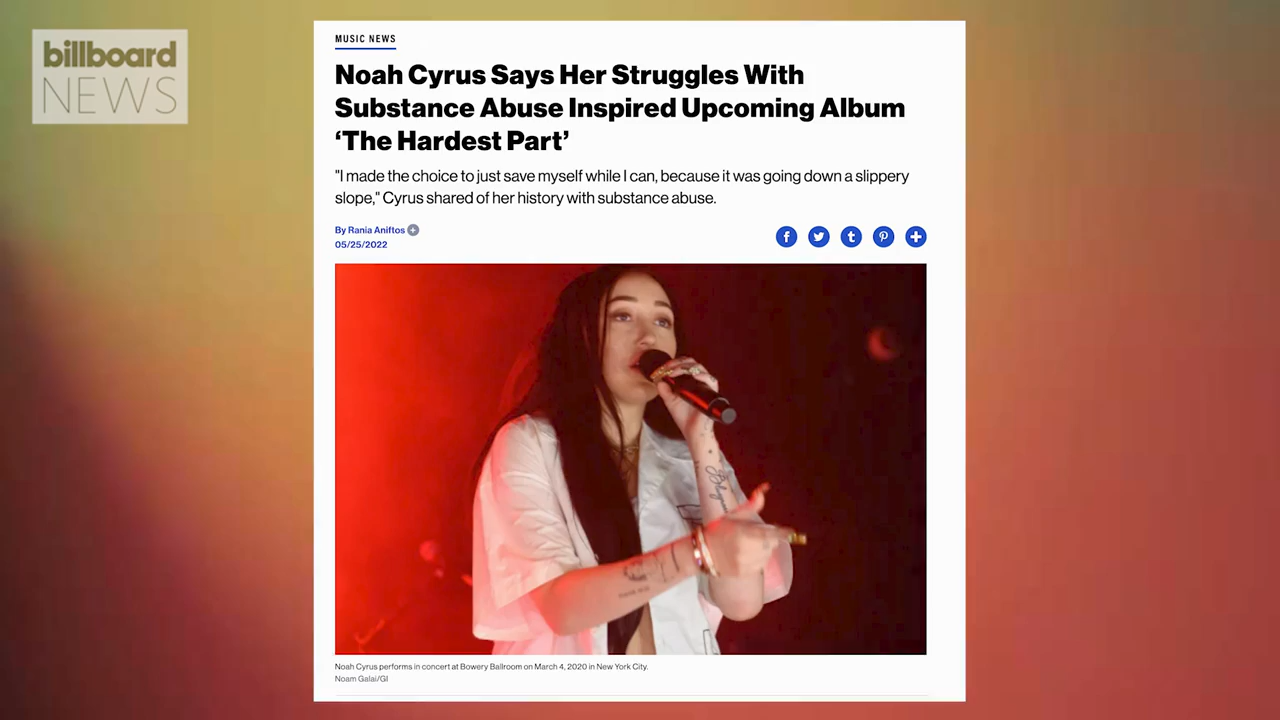 billboard
NEWS
MUSIC NEWS
Noah Cyrus Says Her Struggles With
Substance Abuse Inspired Upcoming Album
‘The Hardest Part’
"I made the choice to just save myself while I can, because it was going down a slippery
slope," Cyrus shared of her history with substance abuse.
By Rania Aniftos
05/25/2022
Noah Cyrus performs in concert at Bowery Ballroom on March 4, 2020 in New York City.
Noam Galai/GI